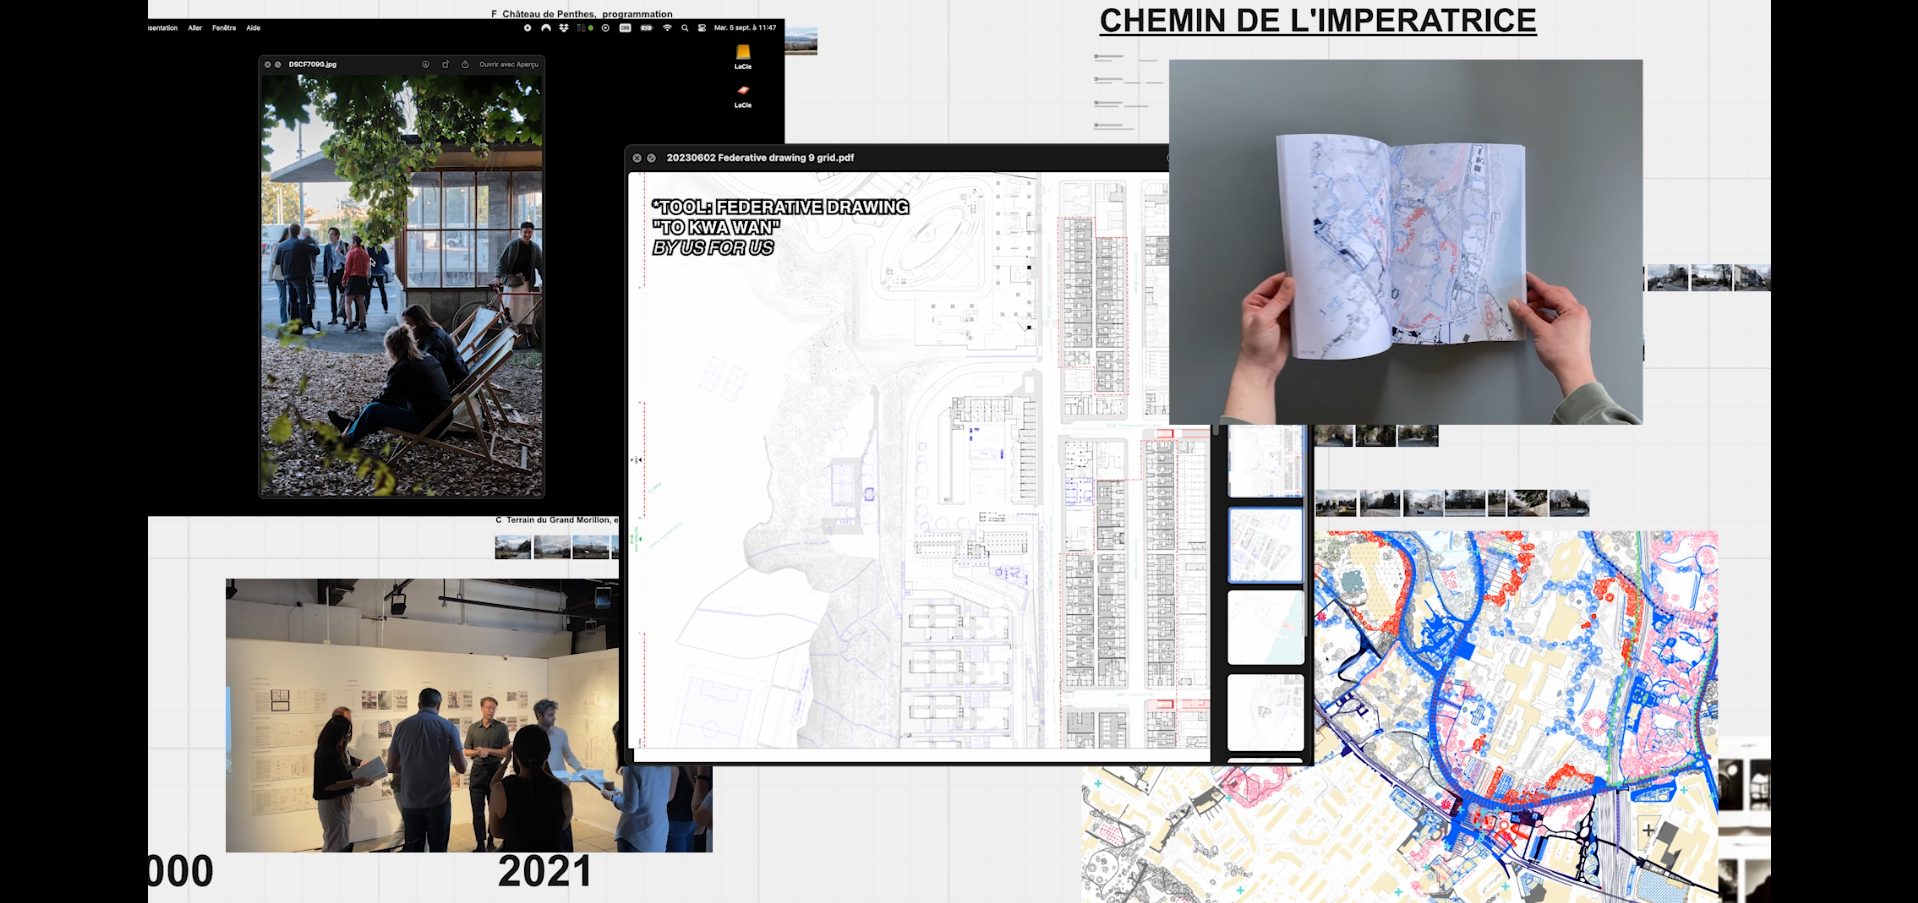 F Château de Penthes, programmation
CHEMIN DE L'IMPERATRICE
Aller Fenêtre Aide
Mar. 5 sept. à 11:47
LaCie
LaCie
DSCF7090.jpg
Ouvrir avec Aperçu
20230602 Federative drawing 9 grid.pdf
*TOOL: FEDERATIVE DRAWING
"TO KWA WAN"
BY US FOR US
C Terrain du Grand Morillon, e
000
2021